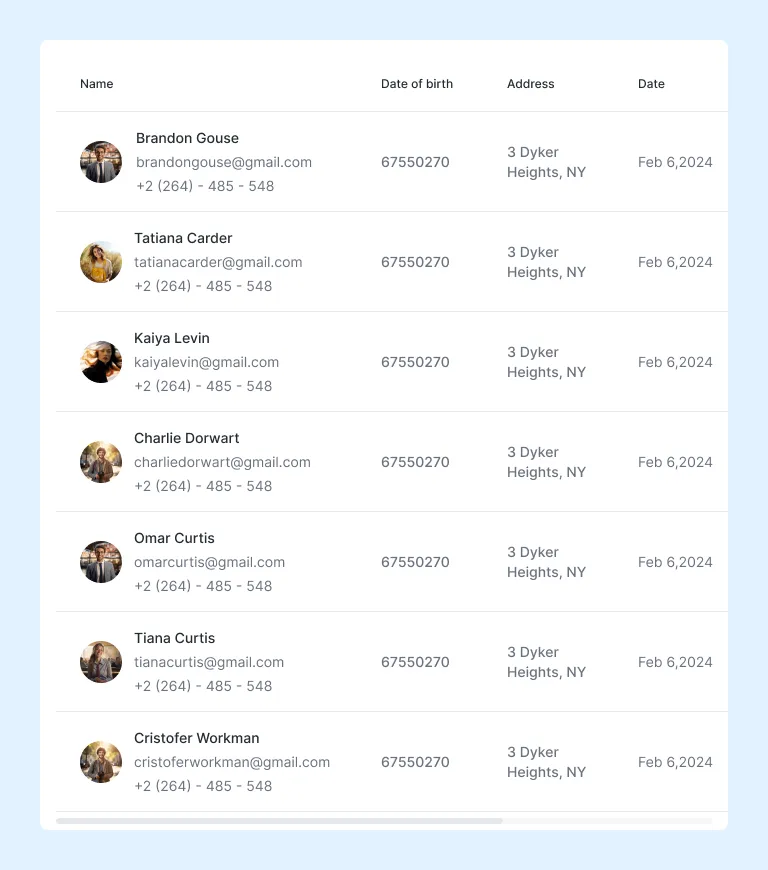 Name Date of birth Address Date
Brandon Gouse
brandongouse@gmail.com
+2 (264) - 485 - 548
67550270
3 Dyker
Heights, NY
Feb 6,2024
Tatiana Carder
tatianacarder@gmail.com
+2 (264) - 485 - 548
67550270
3 Dyker
Heights, NY
Feb 6,2024
Kaiya Levin
kaiyalevin@gmail.com
+2 (264) - 485 - 548
67550270
3 Dyker
Heights, NY
Feb 6,2024
Charlie Dorwart
charliedorwart@gmail.com
+2 (264) - 485 - 548
67550270
3 Dyker
Heights, NY
Feb 6,2024
Omar Curtis
omarcurtis@gmail.com
+2 (264) - 485 - 548
67550270
3 Dyker
Heights, NY
Feb 6,2024
Tiana Curtis
tianacurtis@gmail.com
+2 (264) - 485 - 548
67550270
3 Dyker
Heights, NY
Feb 6,2024
Cristofer Workman
cristoferworkman@gmail.com
+2 (264) - 485 - 548
67550270
3 Dyker
Heights, NY
Feb 6,2024